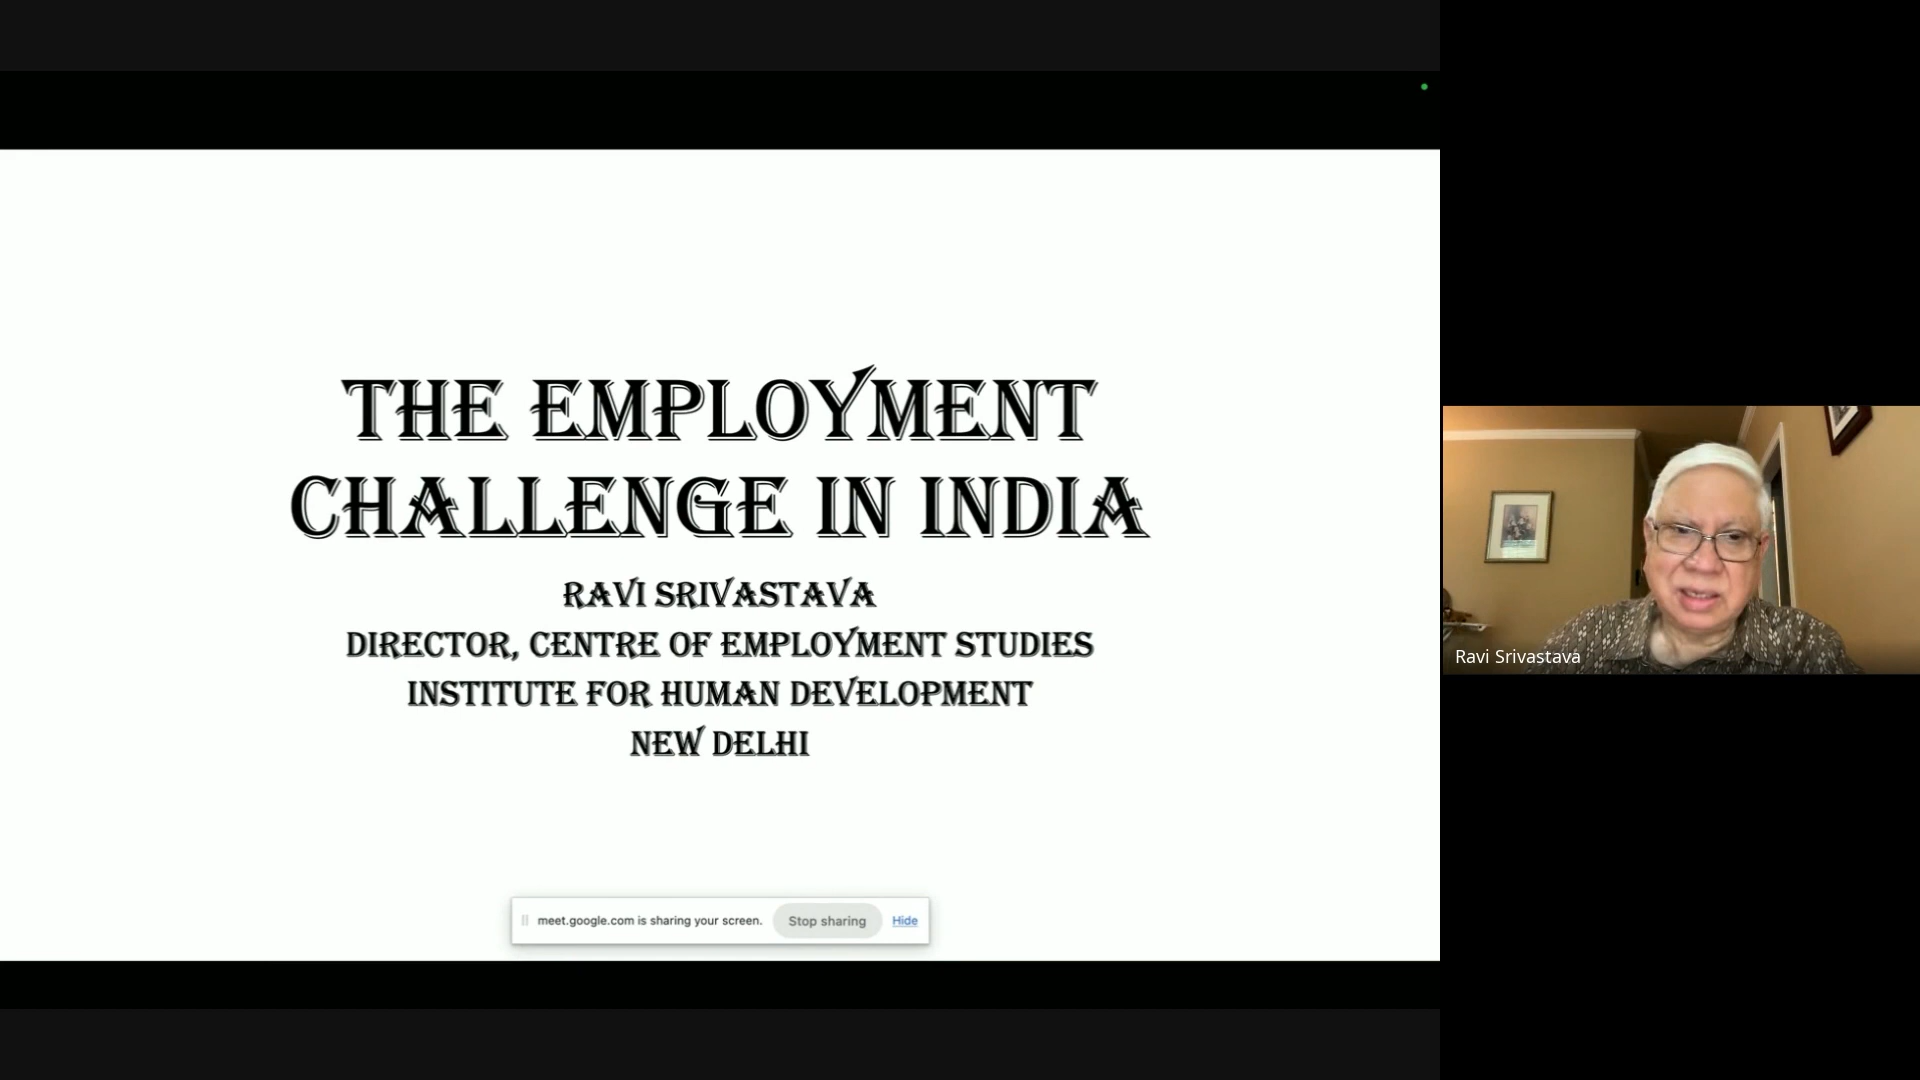 THE EMPLOYMENT
CHALLENGE IN INDIA
RAVI SRIVASTAVA
DIRECTOR, CENTRE OF EMPLOYMENT STUDIES
INSTITUTE FOR HUMAN DEVELOPMENT
NEW DELHI
meet.google.com is sharing your screen. Stop sharing Hide
Ravi Srivastava